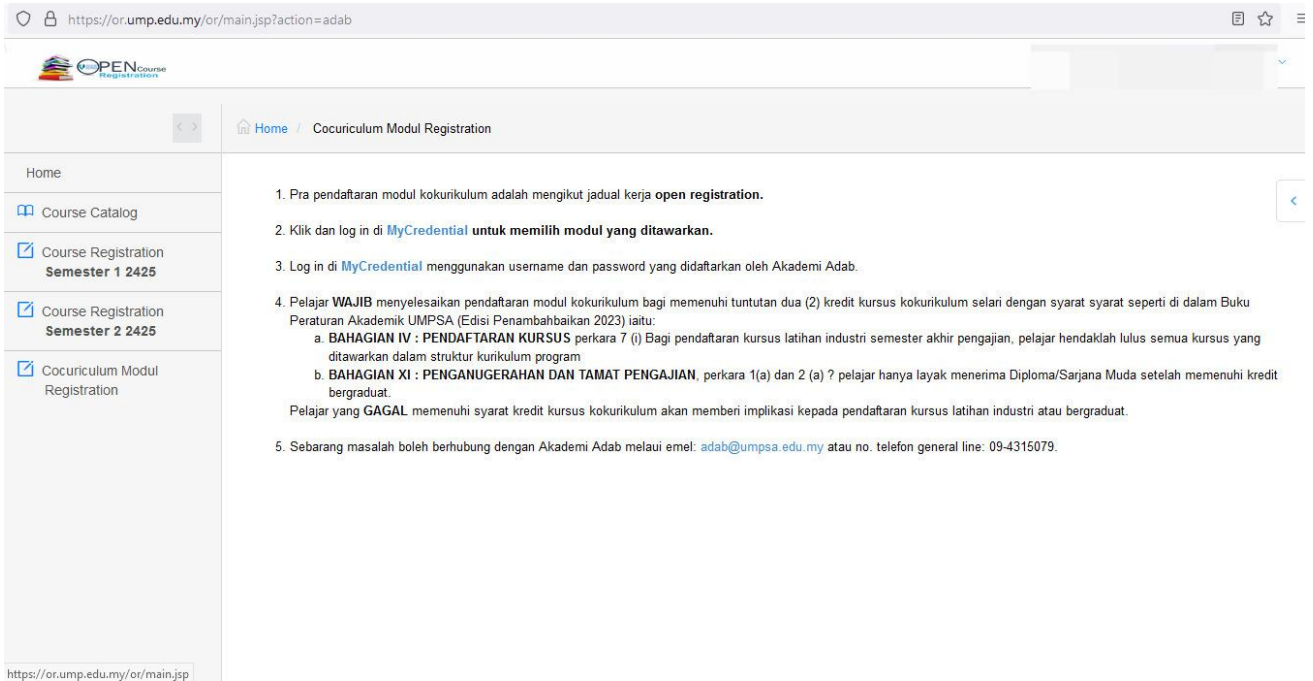 https://or.ump.edu.my/or/main.jsp?action=adab
OPEN Course
Registration
Home / Cocuriculum Modul Registration
Home
Course Catalog
Course Registration
Semester 1 2425
Course Registration
Semester 2 2425
Cocuriculum Modul
Registration
1. Pra pendaftaran modul kokurikulum adalah mengikut jadual kerja open registration.
2. Klik dan log in di MyCredential untuk memilih modul yang ditawarkan.
3. Log in di MyCredential menggunakan username dan password yang didaftarkan oleh Akademi Adab.
4. Pelajar WAJIB menyelesaikan pendaftaran modul kokurikulum bagi memenuhi tuntutan dua (2) kredit kursus kokurikulum selari dengan syarat syarat seperti di dalam Buku
Peraturan Akademik UMPSA (Edisi Penambahbaikan 2023) iaitu:
a. BAHAGIAN IV : PENDAFTARAN KURSUS perkara 7 (i) Bagi pendaftaran kursus latihan industri semester akhir pengajian, pelajar hendaklah lulus semua kursus yang
ditawarkan dalam struktur kurikulum program
b. BAHAGIAN XI : PENGANUGERAHAN DAN TAMAT PENGAJIAN, perkara 1(a) dan 2 (a) ? pelajar hanya layak menerima Diploma/Sarjana Muda setelah memenuhi kredit
bergraduat.
Pelajar yang GAGAL memenuhi syarat kredit kursus kokurikulum akan memberi implikasi kepada pendaftaran kursus latihan industri atau bergraduat.
5. Sebarang masalah boleh berhubung dengan Akademi Adab melaui emel: adab@umpsa.edu.my atau no. telefon general line: 09-4315079.
https://or.ump.edu.my/or/main.jsp